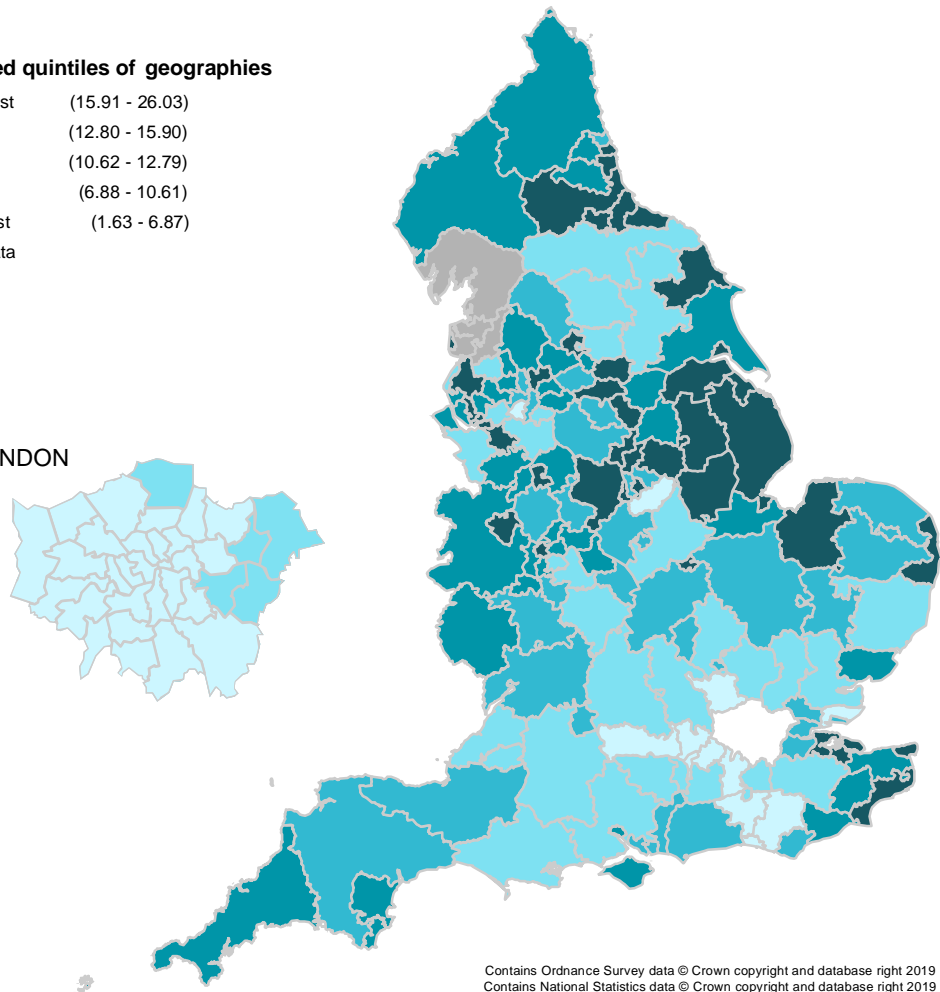 ed quintiles of geographies
st (15.91 - 26.03)
(12.80 - 15.90)
(10.62 - 12.79)
(6.88 - 10.61)
st (1.63 - 6.87)
ta
NDON
Contains Ordnance Survey data © Crown copyright and database right 2019
Contains National Statistics data © Crown copyright and database right 2019